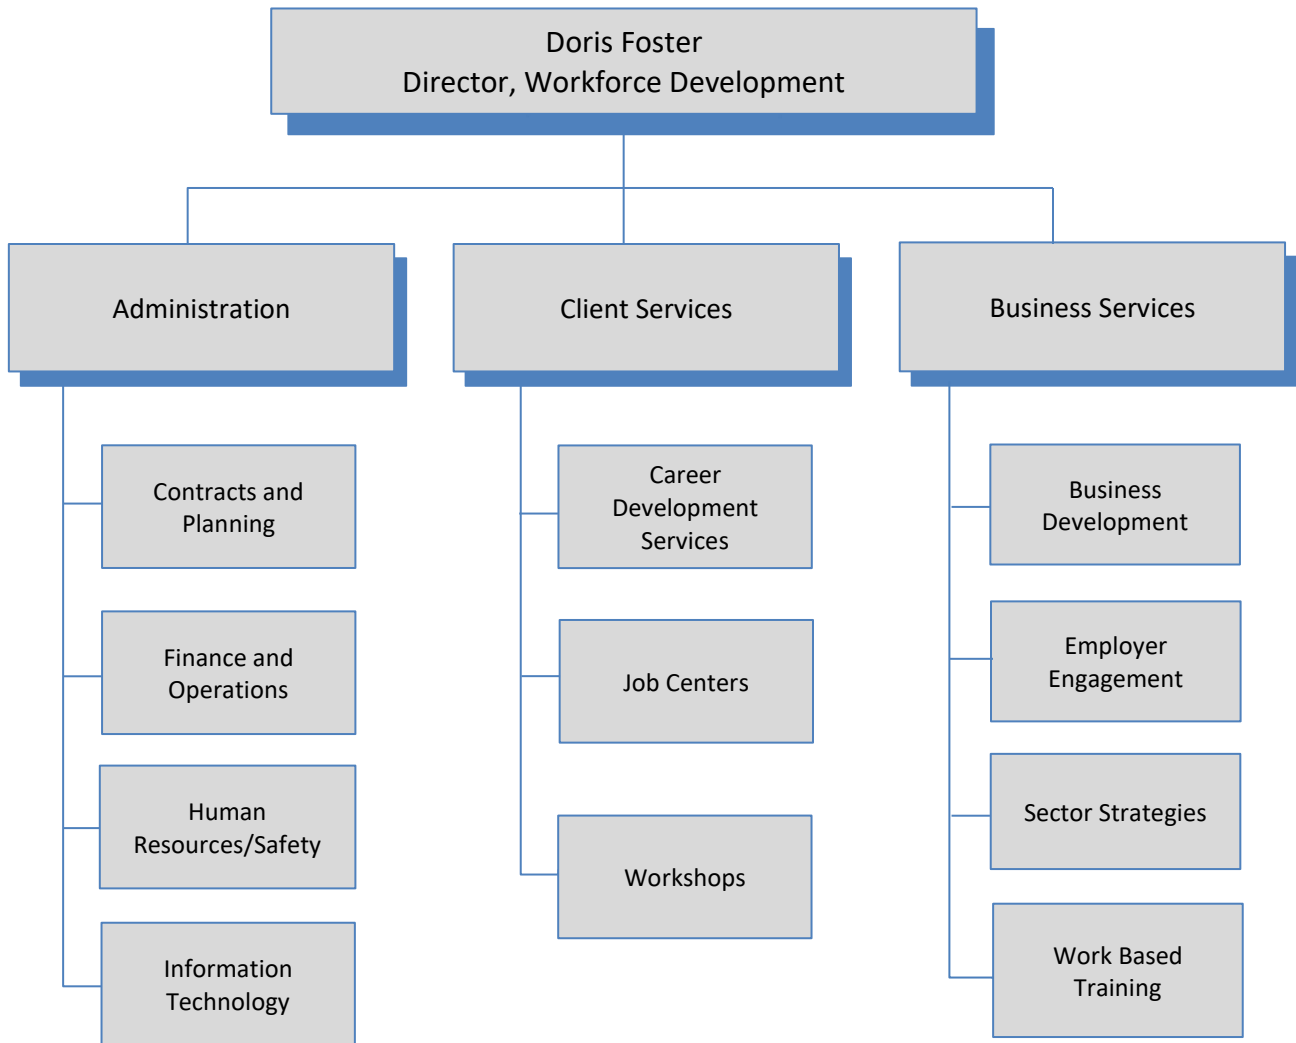 Doris Foster
Director, Workforce Development
Administration
Client Services
Business Services
Contracts and
Planning
Finance and
Operations
Human
Resources/Safety
Information
Technology
Career
Development
Services
Job Centers
Workshops
Business
Development
Employer
Engagement
Sector Strategies
Work Based
Training